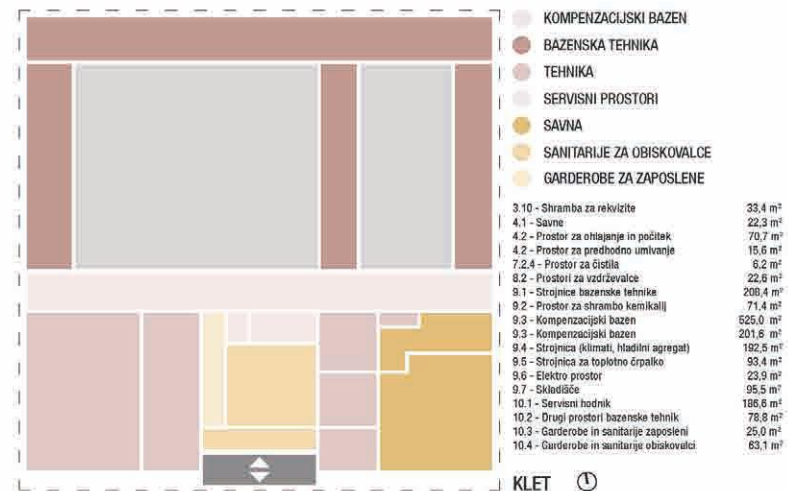 KOMPENZACIJSKI BAZEN
BAZENSKA TEHNIKA
TEHNIKA
SERVISNI PROSTORI
SAVNA
SANITARIJE ZA OBISKOVALCE
GARDEROBE ZA ZAPOSLENE
3.10 - Shramba za rekvizite 33,4 m²
4.1 - Savne 22,3 m²
4.2 - Prostor za ohlajanje in počitek 70,7 m²
4.2 - Prostor za predhodno umivanje 15,6 m²
7.2.4 - Prostor za čistila 6,2 m²
8.2 - Prostori za vzdrževalce 22,6 m²
9.1 - Strojnice bazenske tehnike 208,4 m²
9.2 - Prostor za shrambo kemikalij 71,4 m²
9.3 - Kompenzacijski bazen 525,0 m²
9.3 - Kompenzacijski bazen 201,6 m²
9.4 - Strojnica (klimati, hladilni agregat) 192,5 m²
9.5 - Strojnica za toplotno črpalko 93,4 m²
9.6 - Elektro prostor 23,9 m²
9.7 - Skladišče 95,5 m²
10.1 - Servisni hodnik 186,6 m²
10.2 - Drugi prostori bazenske tehnik 78,8 m²
10.3 - Garderobe in sanitarije zaposleni 25,0 m²
10.4 - Garderobe in sanitarije obiskovalci 63,1 m²
KLET